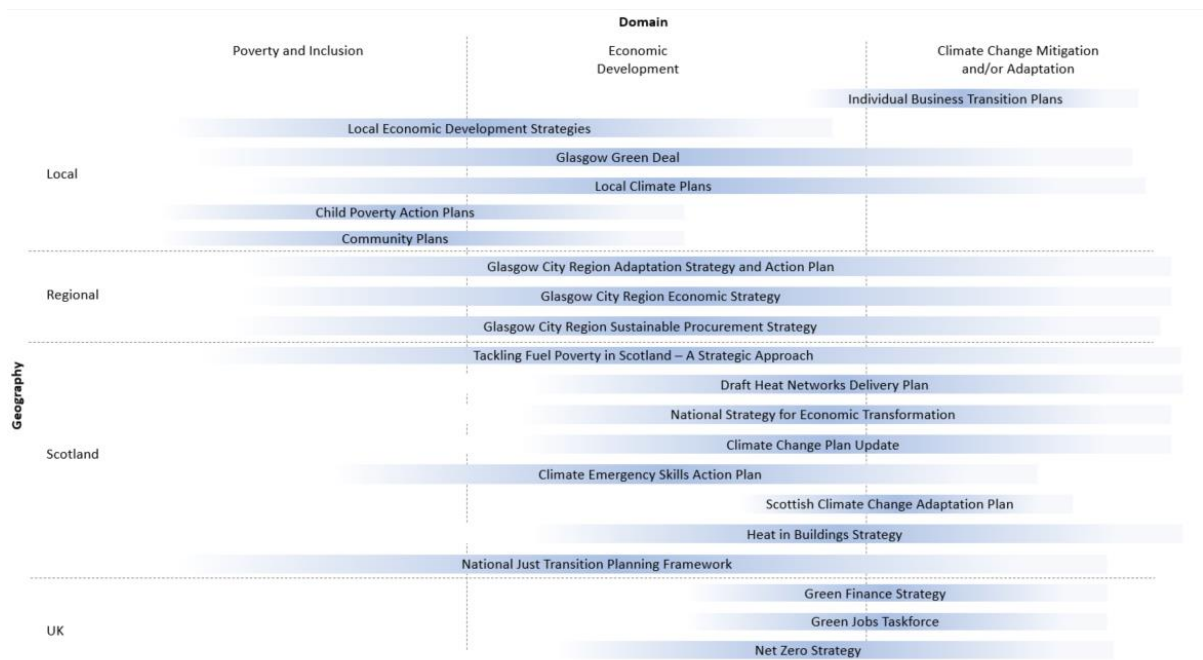 Domain
Poverty and Inclusion
Economic
Development
Climate Change Mitigation
and/or Adaptation
Individual Business Transition Plans
Local Economic Development Strategies
Glasgow Green Deal
Local
Local Climate Plans
Child Poverty Action Plans
Community Plans
Glasgow City Region Adaptation Strategy and Action Plan
Regional
Glasgow City Region Economic Strategy
Glasgow City Region Sustainable Procurement Strategy
Geography
Tackling Fuel Poverty in Scotland – A Strategic Approach
Draft Heat Networks Delivery Plan
National Strategy for Economic Transformation
Climate Change Plan Update
Scotland
Climate Emergency Skills Action Plan
Scottish Climate Change Adaptation Plan
Heat in Buildings Strategy
National Just Transition Planning Framework
Green Finance Strategy
Green Jobs Taskforce
UK
Net Zero Strategy